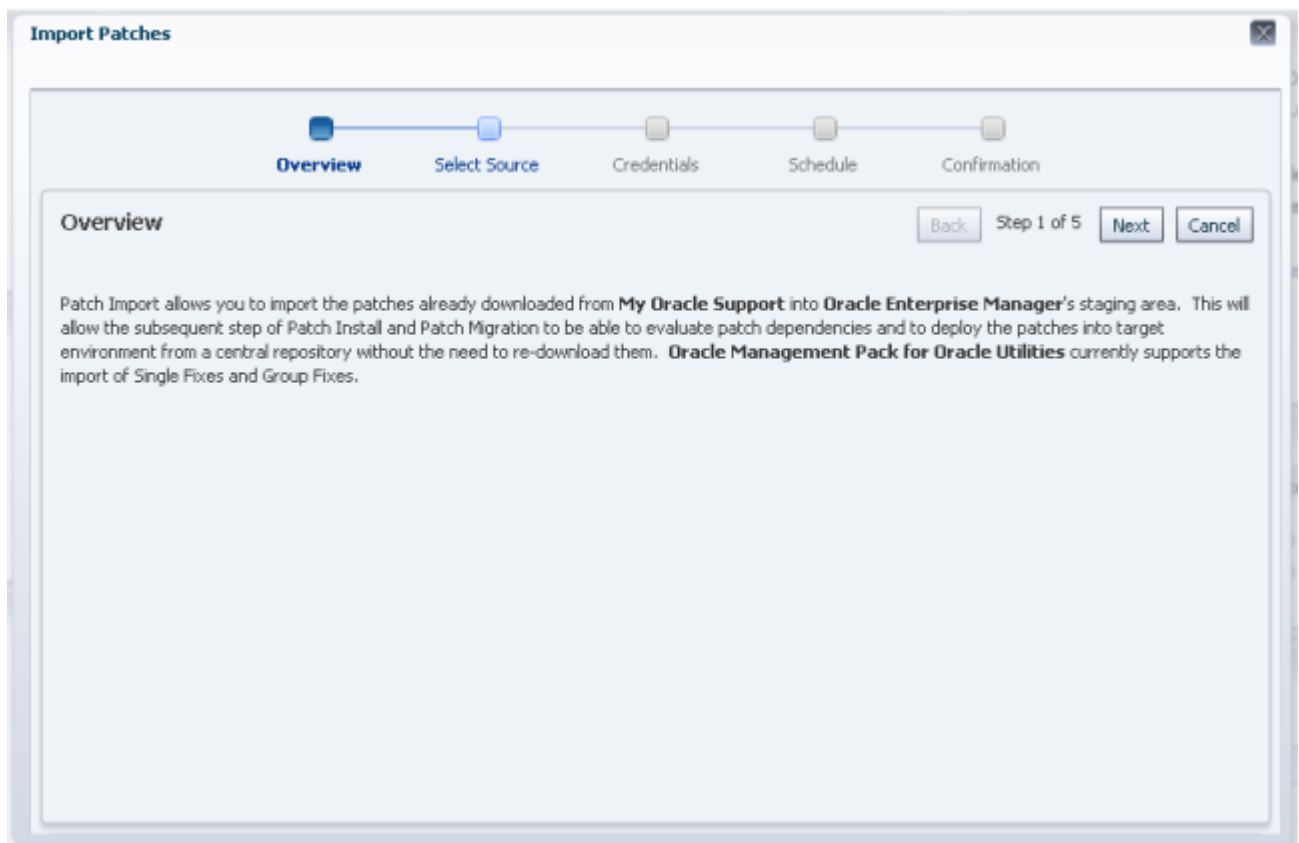 Import Patches
Overview
Select Source
Credentials
Schedule
Confirmation
Overview
Back Step 1 of 5 Next Cancel
Patch Import allows you to import the patches already downloaded from My Oracle Support into Oracle Enterprise Manager's staging area. This will
allow the subsequent step of Patch Install and Patch Migration to be able to evaluate patch dependencies and to deploy the patches into target
environment from a central repository without the need to re-download them. Oracle Management Pack for Oracle Utilities currently supports the
import of Single Fixes and Group Fixes.